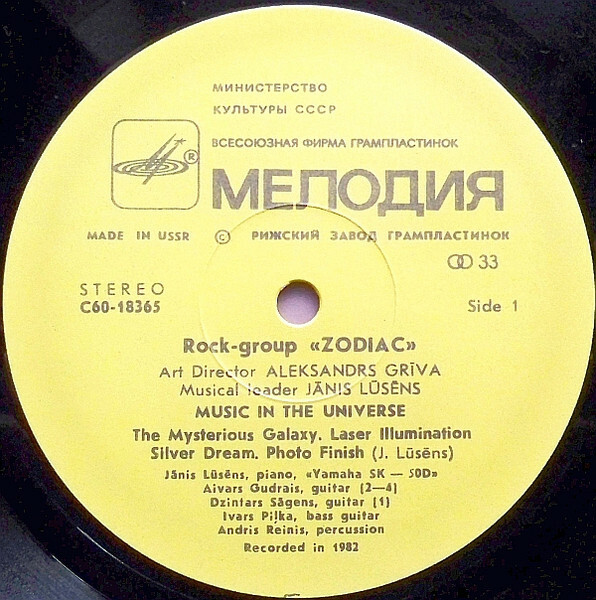 МИНИСТЕРСТВО
КУЛЬТУРЫ СССР
ВСЕСОЮЗНАЯ ФИРМА ГРАМПЛАСТИНОК
® МЕЛОДИЯ
MADE IN USSR © РИЖСКИЙ ЗАВОД ГРАМПЛАСТИНОК
33
STEREO
С60-18365
Side 1
Rock-group «ZODIAC»
Art Director ALEKSANDRS GRĪVA
Musical leader JĀNIS LŪSĒNS
MUSIC IN THE UNIVERSE
The Mysterious Galaxy. Laser Illumination
Silver Dream. Photo Finish (J. Lūsēns)
Jānis Lūsēns, piano, «Yamaha SK — 50D»
Aivars Gudrais, guitar (2—4)
Dzintars Sāgens, guitar (1)
Ivars Piļka, bass guitar
Andris Reinis, percussion
Recorded in 1982